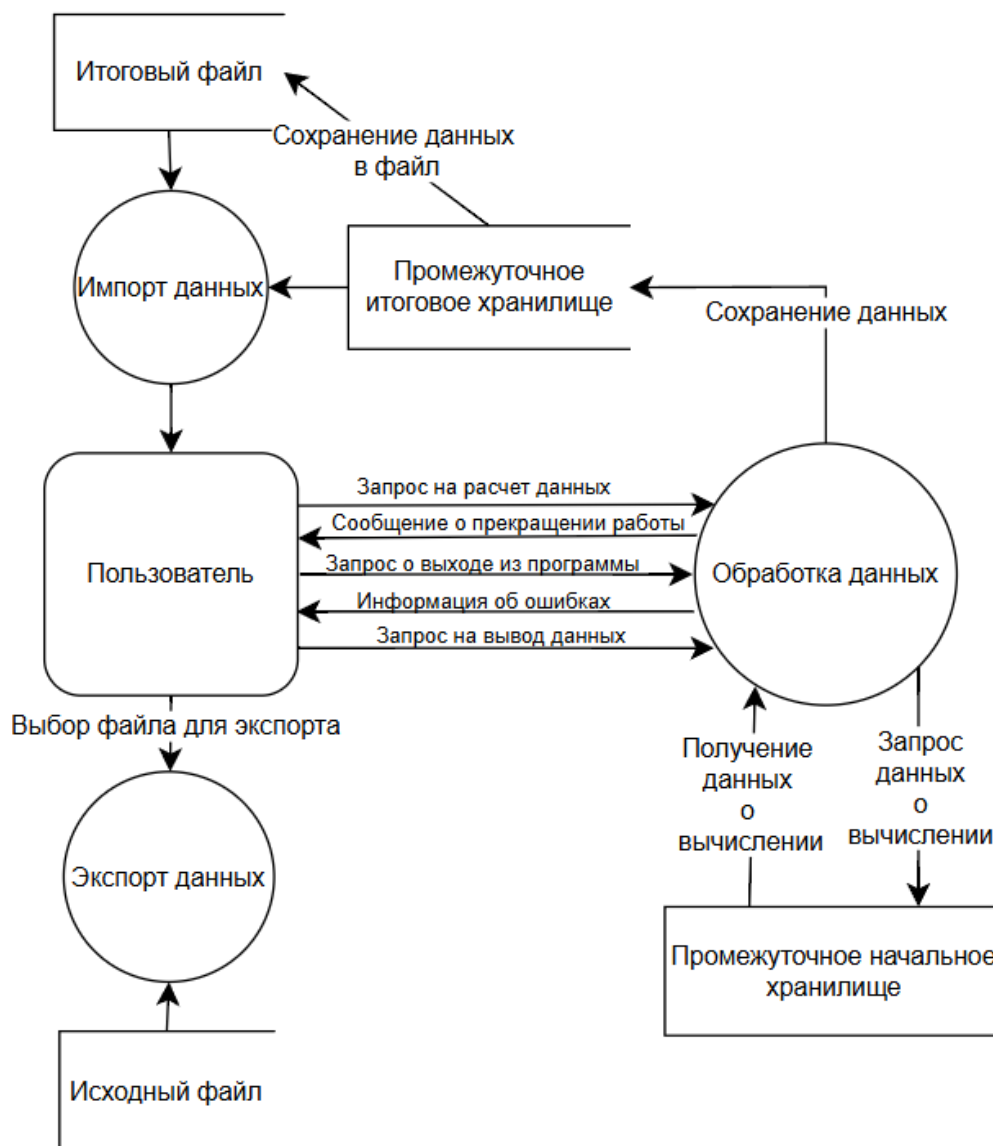 Итоговый файл
Сохранение данных
в файл
Импорт данных
Промежуточное
итоговое хранилище
Сохранение данных
Запрос на расчет данных
Сообщение о прекращении работы
Пользователь
Запрос о выходе из программы
Обработка данных
Информация об ошибках
Запрос на вывод данных
Выбор файла для экспорта
Получение
данных
о
вычислении
Запрос
данных
о
вычислении
Экспорт данных
Промежуточное начальное
хранилище
Исходный файл